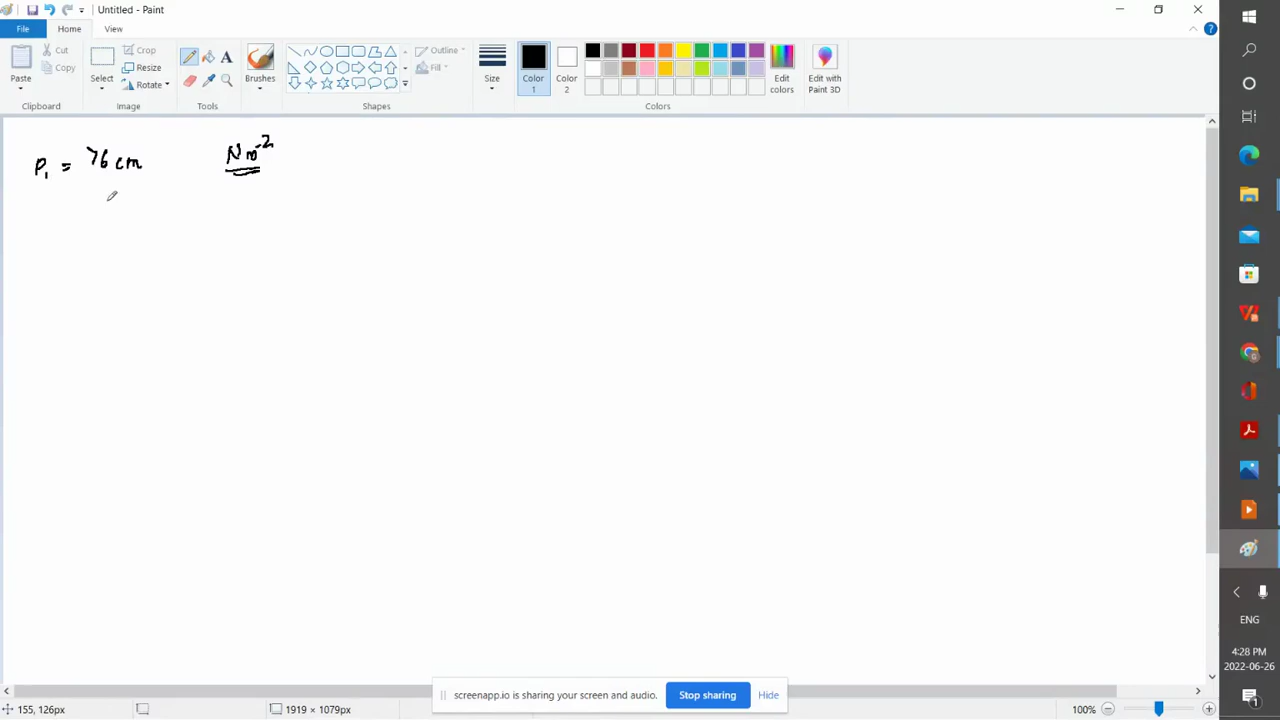 Untitled - Paint
File Home View
Paste
Cut
Copy
Clipboard
Select
Crop
Resize
Rotate
Image
Tools
Brushes
Shapes
Outline
Fill
Size
Color 1
Color 2
Colors
Edit colors
Edit with Paint 3D
P₁ = 76 cm N m⁻²
screenapp.io is sharing your screen and audio. Stop sharing Hide
155, 126px 1919 × 1079px 100%
ENG
4:28 PM
2022-06-26